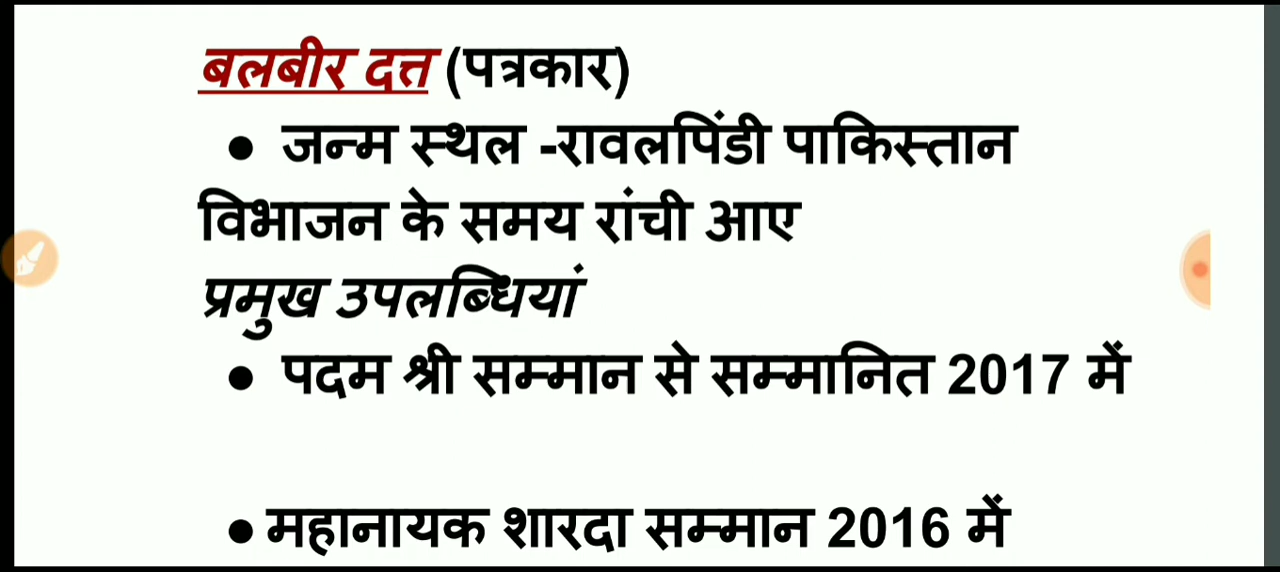 बलबीर दत्त (पत्रकार)
● जन्म स्थल -रावलपिंडी पाकिस्तान
विभाजन के समय रांची आए
प्रमुख उपलब्धियां
● पदम श्री सम्मान से सम्मानित 2017 में
● महानायक शारदा सम्मान 2016 में